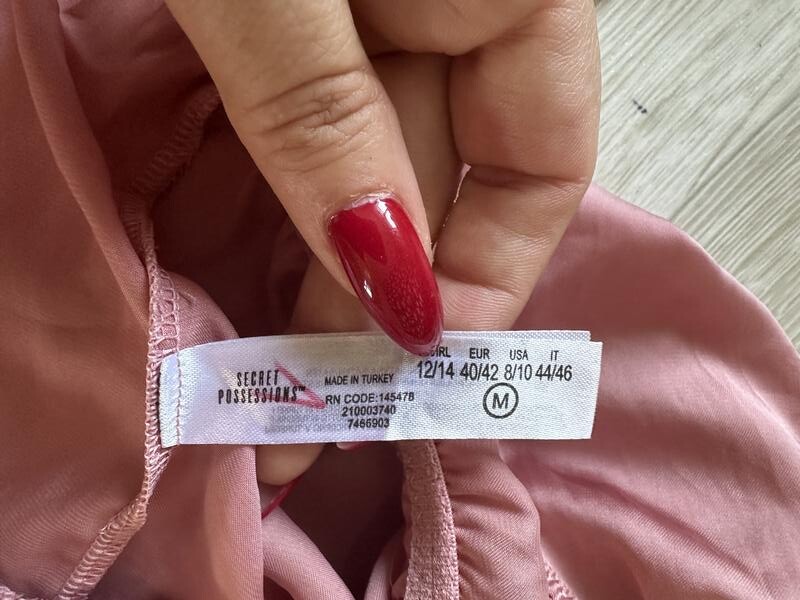 SECRET
POSSESSIONS™
MADE IN TURKEY
RN CODE:145478
210003740
7466903
IRL EUR USA IT
12/14 40/42 8/10 44/46
M